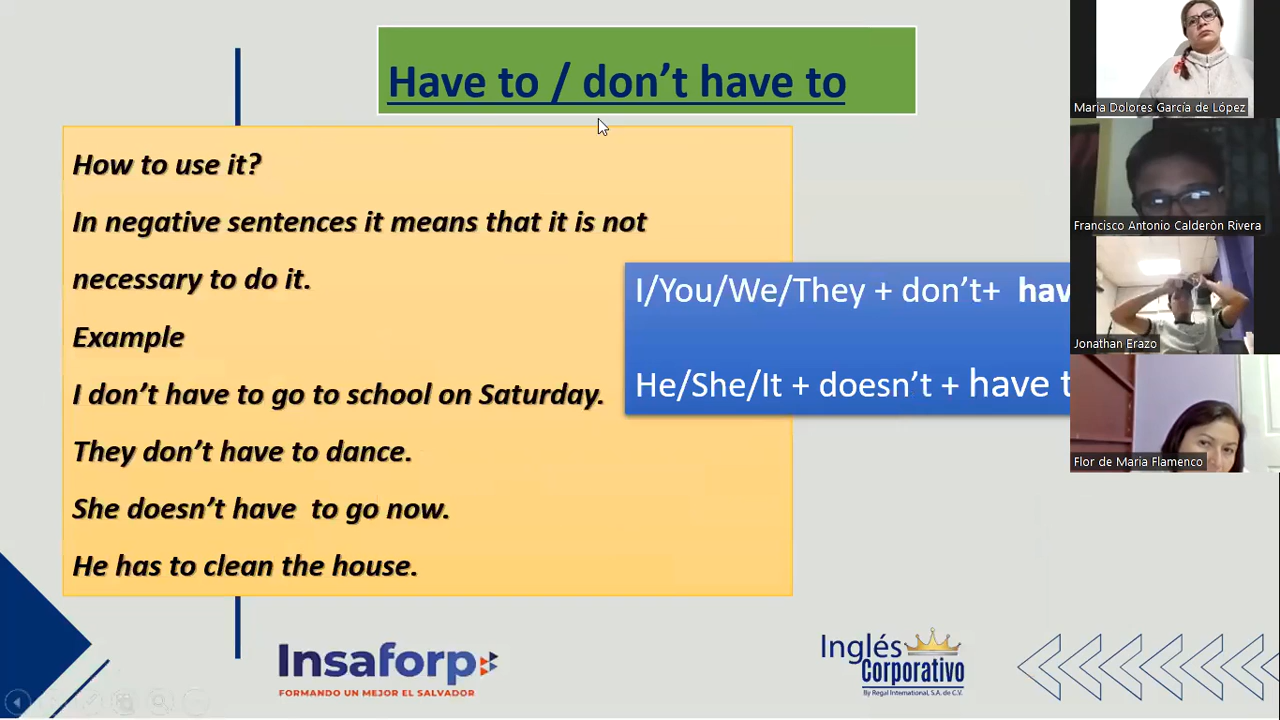 Have to / don’t have to
How to use it?
In negative sentences it means that it is not
necessary to do it.
Example
I don’t have to go to school on Saturday.
They don’t have to dance.
She doesn’t have  to go now.
He has to clean the house.
I/You/We/They + don’t+ hav
He/She/It + doesn’t + have t
Maria Dolores García de López
Francisco Antonio Calderòn Rivera
Jonathan Erazo
Flor de María Flamenco
Insaforp
FORMANDO UN MEJOR EL SALVADOR
Inglés
Corporativo
By Regal International, S.A. de C.V.